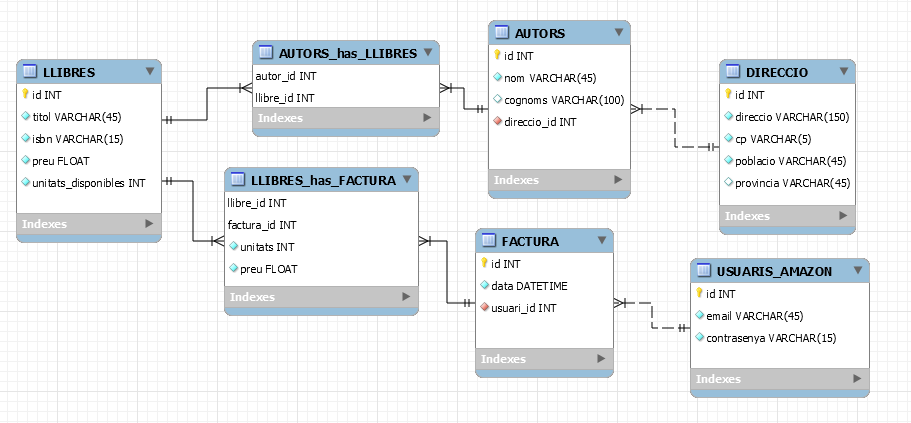 LLIBRES
id INT
titol VARCHAR(45)
isbn VARCHAR(15)
preu FLOAT
unitats_disponibles INT
Indexes
AUTORS_has_LLIBRES
autor_id INT
llibre_id INT
Indexes
LLIBRES_has_FACTURA
llibre_id INT
factura_id INT
unitats INT
preu FLOAT
Indexes
AUTORS
id INT
nom VARCHAR(45)
cognoms VARCHAR(100)
direccio_id INT
Indexes
FACTURA
id INT
data DATETIME
usuari_id INT
Indexes
DIRECCIO
id INT
direccio VARCHAR(150)
cp VARCHAR(5)
poblacio VARCHAR(45)
provincia VARCHAR(45)
Indexes
USUARIS_AMAZON
id INT
email VARCHAR(45)
contrasenya VARCHAR(15)
Indexes